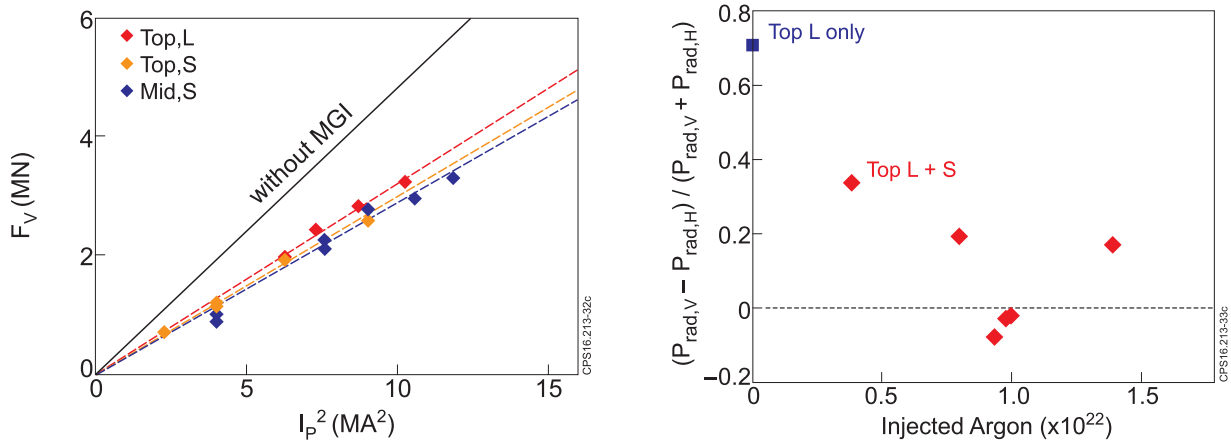 6
4
2
0
F_V (MN)
Top,L
Top,S
Mid,S
without MGI
0
5
10
15
I_P^2 (MA^2)
CPS16.213-32c
0.8
0.6
0.4
0.2
0
−0.2
(P_rad,V − P_rad,H) / (P_rad,V + P_rad,H)
Top L only
Top L + S
0.5
1.0
1.5
Injected Argon (x10^22)
CPS16.213-33c